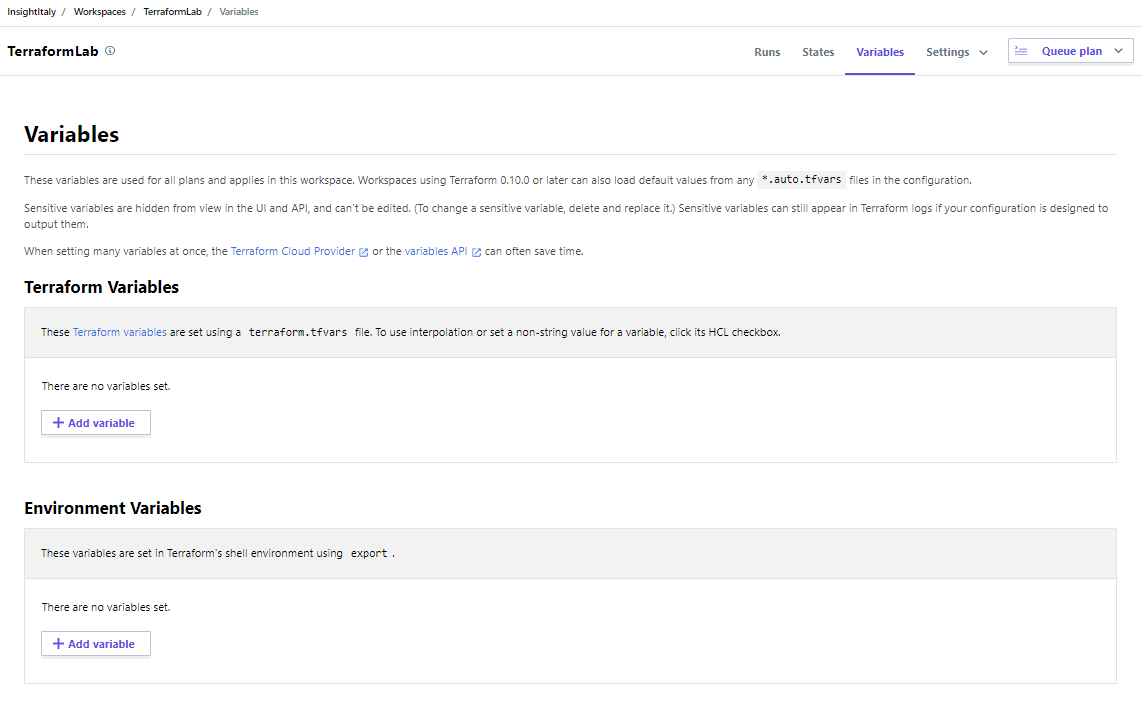 InsightItaly / Workspaces / TerraformLab / Variables
TerraformLab
Runs States Variables Settings Queue plan
Variables
These variables are used for all plans and applies in this workspace. Workspaces using Terraform 0.10.0 or later can also load default values from any *.auto.tfvars files in the configuration.
Sensitive variables are hidden from view in the UI and API, and can't be edited. (To change a sensitive variable, delete and replace it.) Sensitive variables can still appear in Terraform logs if your configuration is designed to
output them.
When setting many variables at once, the Terraform Cloud Provider or the variables API can often save time.
Terraform Variables
These Terraform variables are set using a terraform.tfvars file. To use interpolation or set a non-string value for a variable, click its HCL checkbox.
There are no variables set.
+ Add variable
Environment Variables
These variables are set in Terraform's shell environment using export .
There are no variables set.
+ Add variable